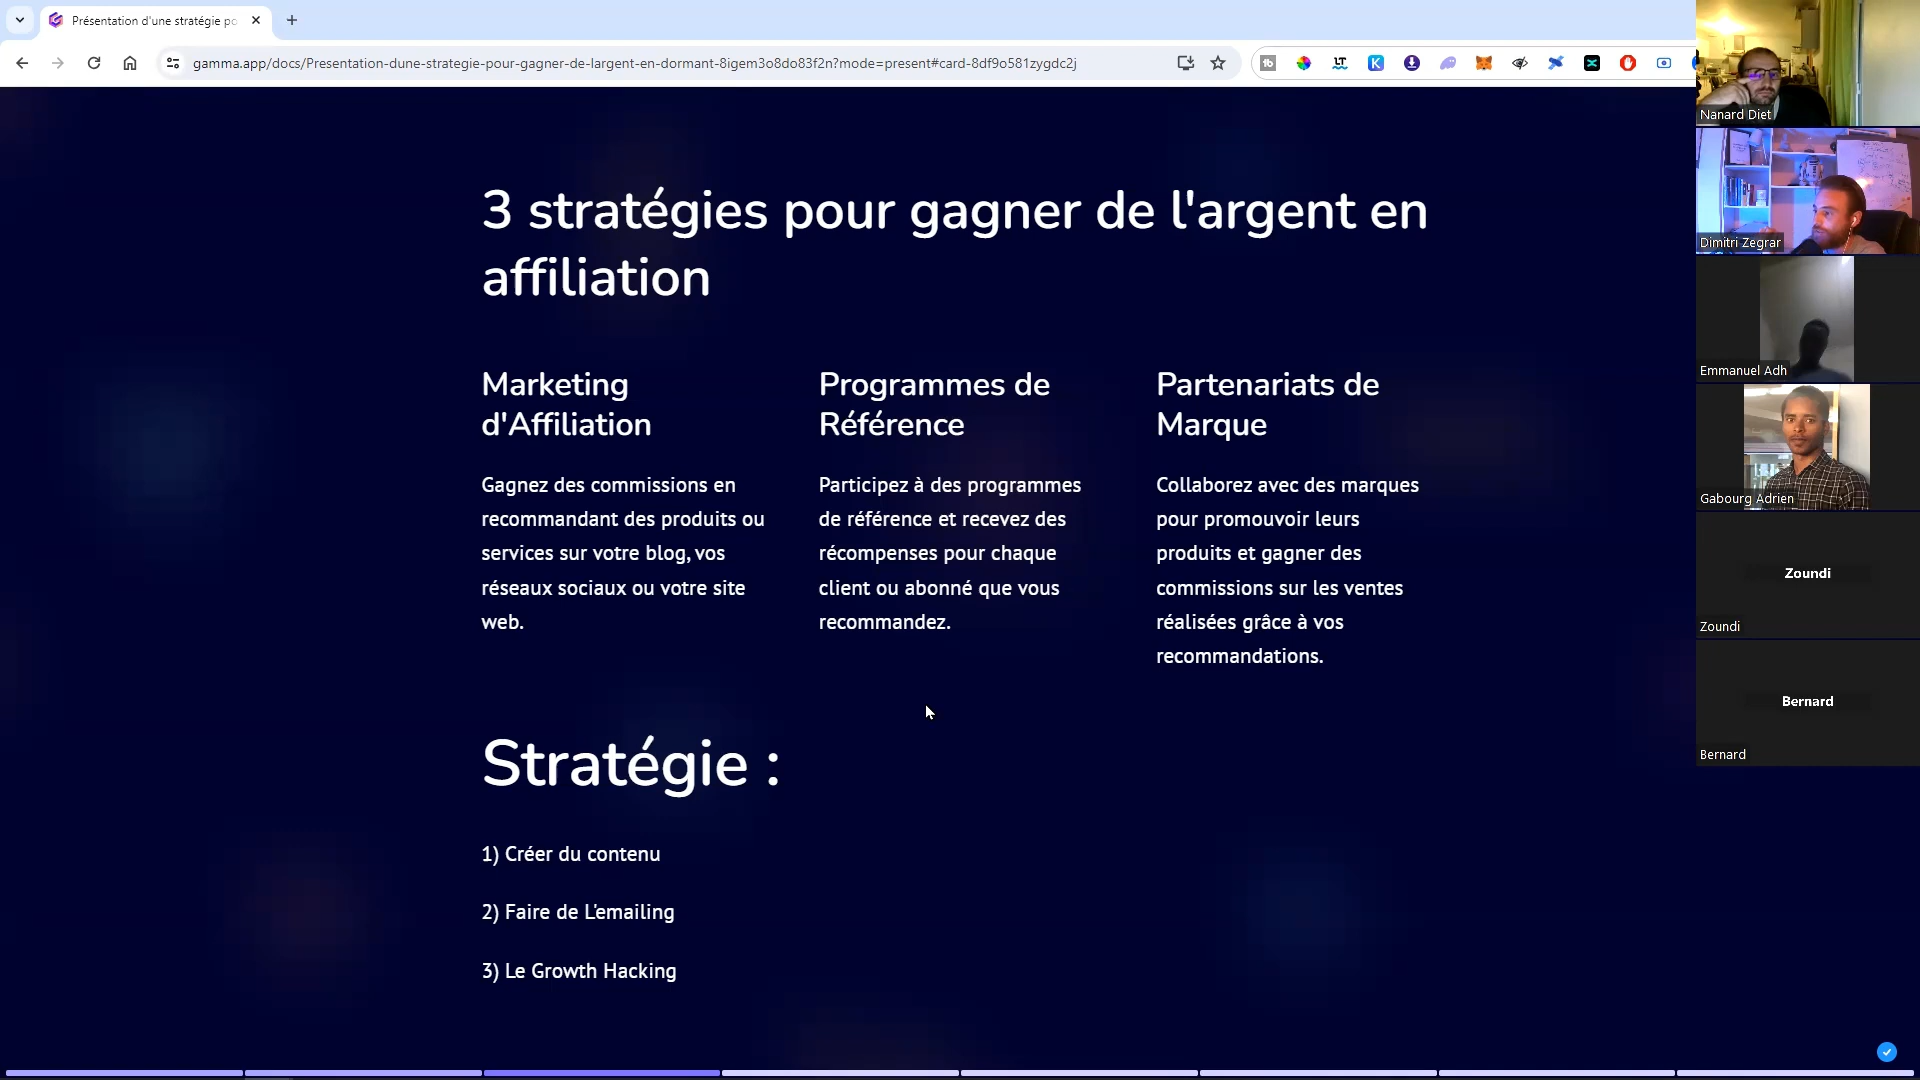 Présentation d'une stratégie po
gamma.app/docs/Presentation-dune-strategie-pour-gagner-de-largent-en-dormant-8igem3o8do83f2n?mode=present#card-8df9o581zygdc2j
3 stratégies pour gagner de l'argent en
affiliation
Marketing
d'Affiliation
Gagnez des commissions en
recommandant des produits ou
services sur votre blog, vos
réseaux sociaux ou votre site
web.
Programmes de
Référence
Participez à des programmes
de référence et recevez des
récompenses pour chaque
client ou abonné que vous
recommandez.
Partenariats de
Marque
Collaborez avec des marques
pour promouvoir leurs
produits et gagner des
commissions sur les ventes
réalisées grâce à vos
recommandations.
Stratégie :
1) Créer du contenu
2) Faire de L'emailing
3) Le Growth Hacking
Nanard Diet
Dimitri Zegrar
Emmanuel Adh
Gabourg Adrien
Zoundi
Zoundi
Bernard
Bernard